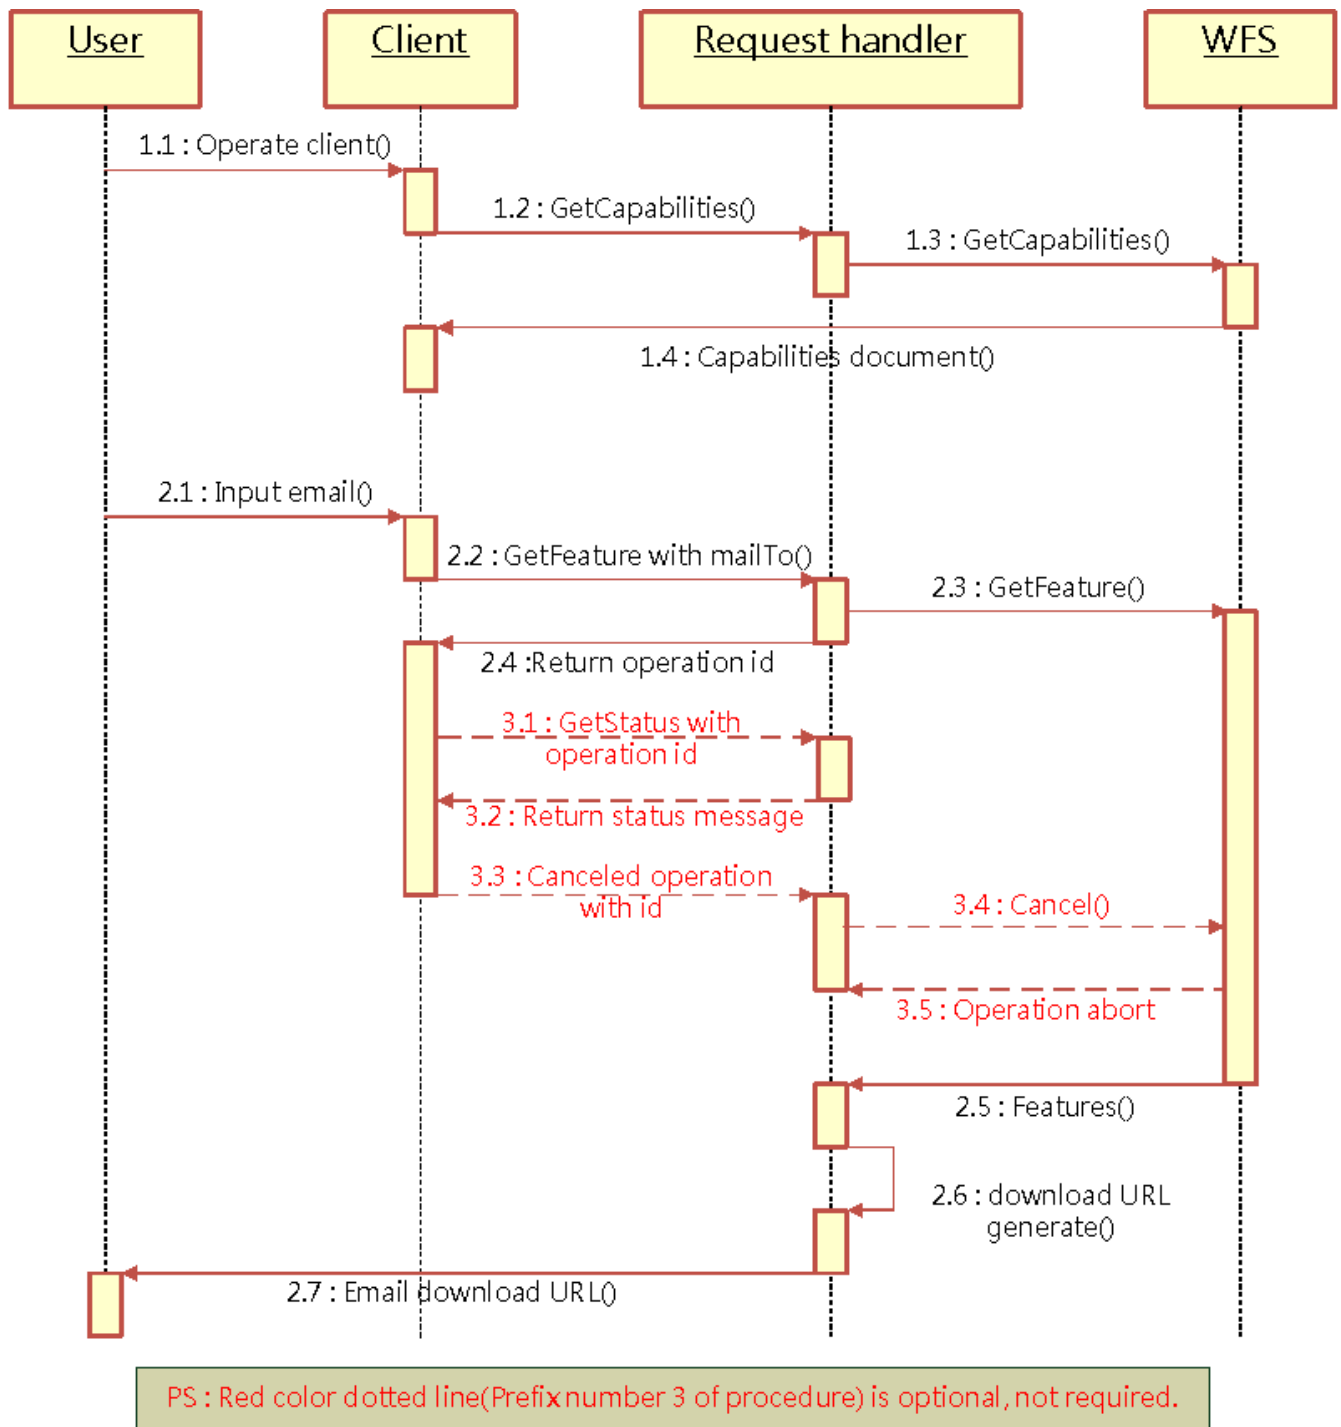 User
Client
Request handler
WFS
1.1 : Operate client()
1.2 : GetCapabilities()
1.3 : GetCapabilities()
1.4 : Capabilities document()
2.1 : Input email()
2.2 : GetFeature with mailTo()
2.3 : GetFeature()
2.4 :Return operation id
3.1 : GetStatus with
operation id
3.2 : Return status message
3.3 : Canceled operation
with id
3.4 : Cancel()
3.5 : Operation abort
2.5 : Features()
2.6 : download URL
generate()
2.7 : Email download URL()
PS : Red color dotted line(Prefix number 3 of procedure) is optional, not required.